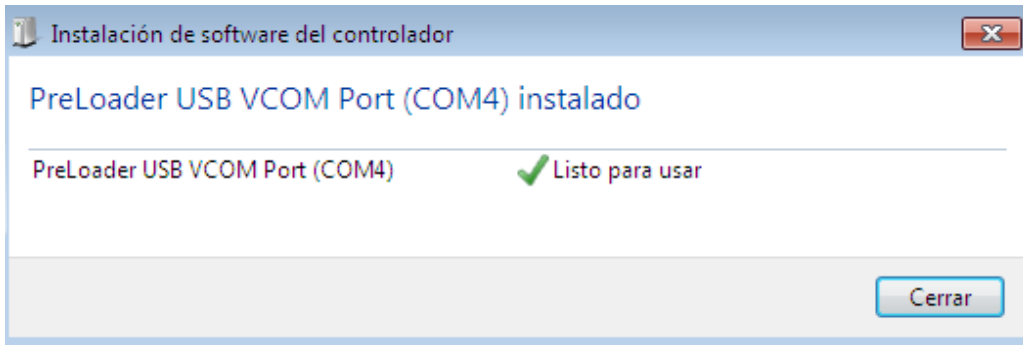 Instalación de software del controlador
PreLoader USB VCOM Port (COM4) instalado
PreLoader USB VCOM Port (COM4) Listo para usar
Cerrar